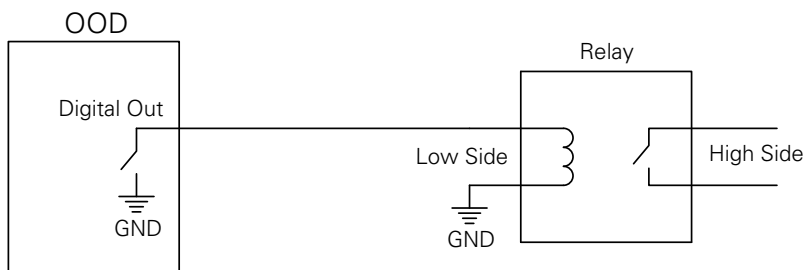 OOD
Relay
Digital Out
Low Side
High Side
GND
GND